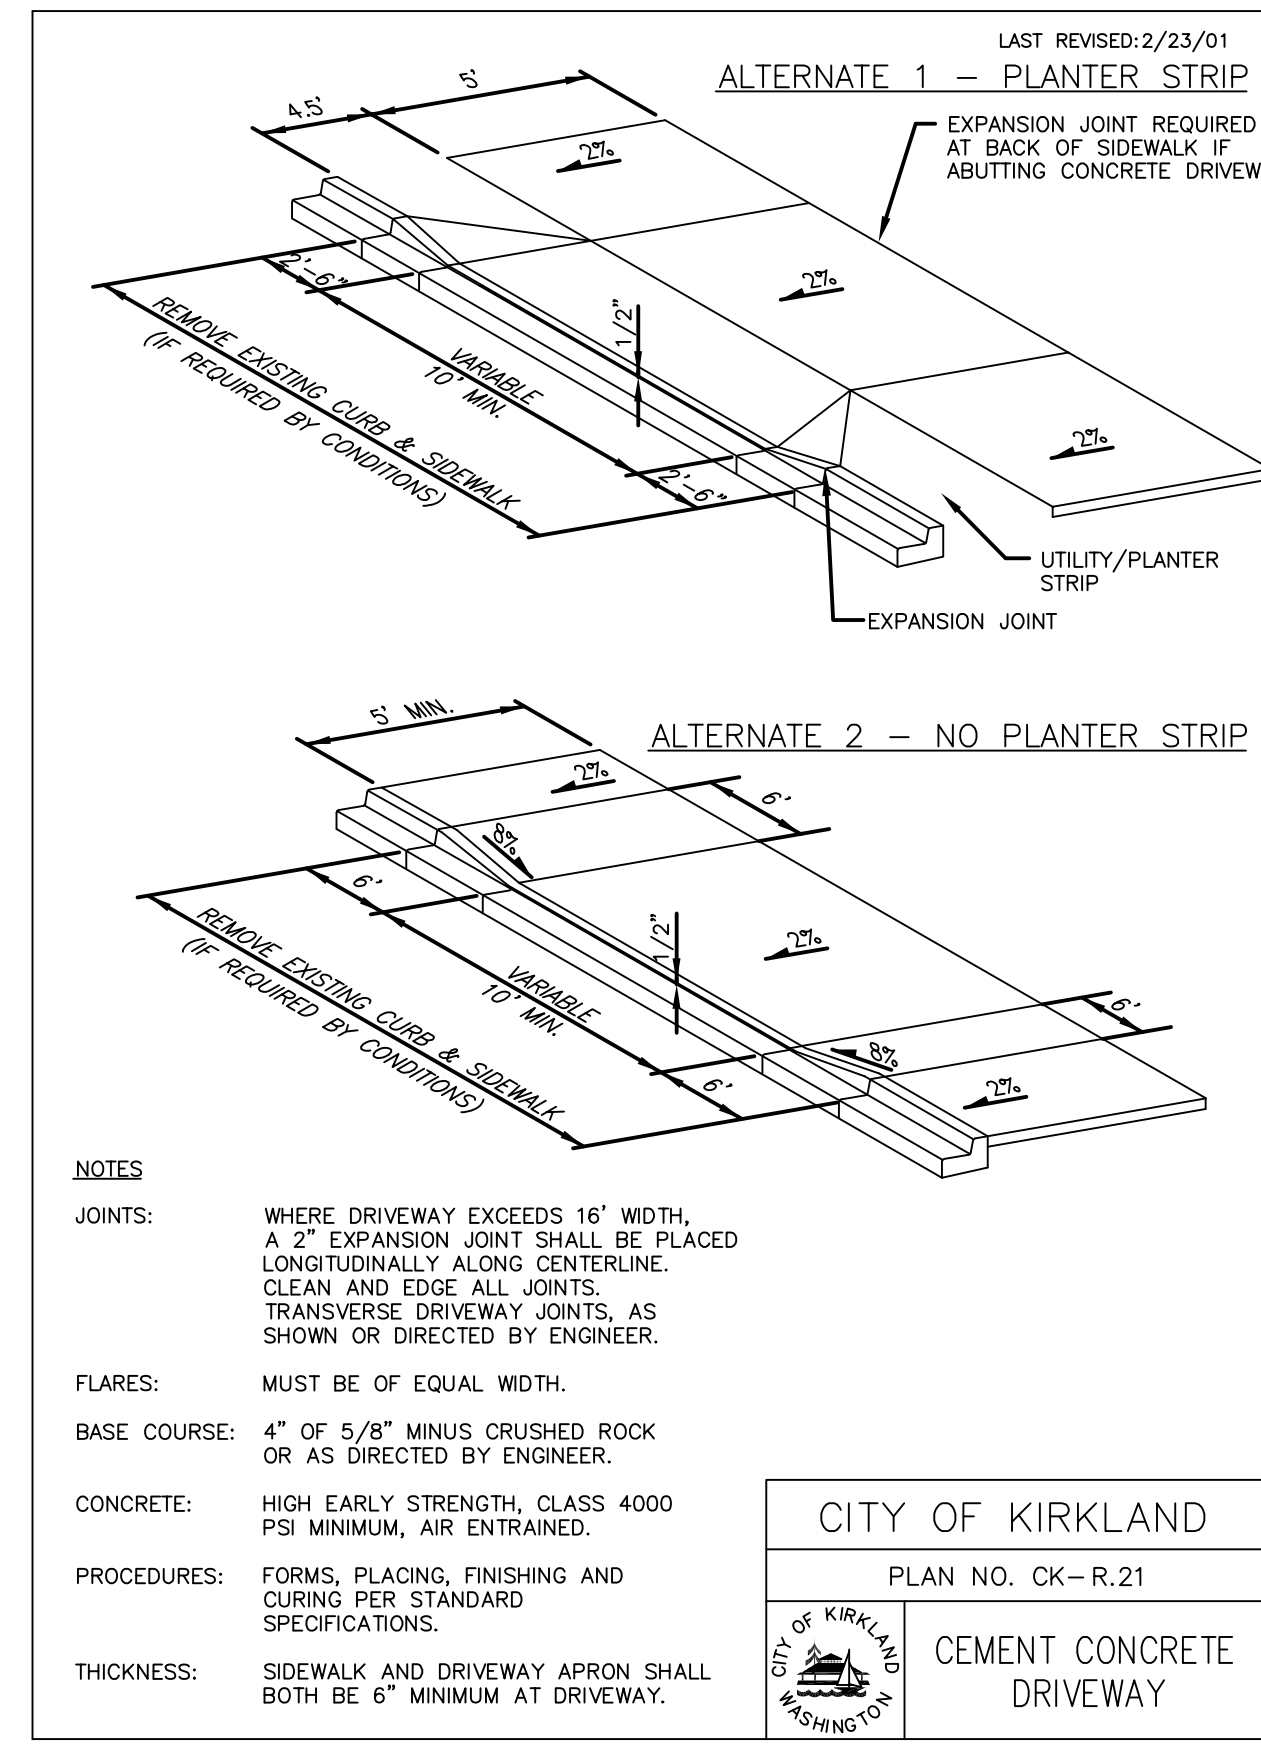 LAST REVISED:2/23/01
ALTERNATE 1 – PLANTER STRIP
EXPANSION JOINT REQUIRED
AT BACK OF SIDEWALK IF
ABUTTING CONCRETE DRIVEW
4.5'
5'
2%
2%
2%
2'-6"
1/2"
VARIABLE
10' MIN.
2'-6"
REMOVE EXISTING CURB & SIDEWALK
(IF REQUIRED BY CONDITIONS)
UTILITY/PLANTER
STRIP
EXPANSION JOINT
ALTERNATE 2 – NO PLANTER STRIP
5' MIN.
2%
6'
8%
6'
1/2"
2%
VARIABLE
10' MIN.
6'
8%
6'
2%
REMOVE EXISTING CURB & SIDEWALK
(IF REQUIRED BY CONDITIONS)
NOTES
JOINTS: WHERE DRIVEWAY EXCEEDS 16' WIDTH,
A 2" EXPANSION JOINT SHALL BE PLACED
LONGITUDINALLY ALONG CENTERLINE.
CLEAN AND EDGE ALL JOINTS.
TRANSVERSE DRIVEWAY JOINTS, AS
SHOWN OR DIRECTED BY ENGINEER.
FLARES: MUST BE OF EQUAL WIDTH.
BASE COURSE: 4" OF 5/8" MINUS CRUSHED ROCK
OR AS DIRECTED BY ENGINEER.
CONCRETE: HIGH EARLY STRENGTH, CLASS 4000
PSI MINIMUM, AIR ENTRAINED.
PROCEDURES: FORMS, PLACING, FINISHING AND
CURING PER STANDARD
SPECIFICATIONS.
THICKNESS: SIDEWALK AND DRIVEWAY APRON SHALL
BOTH BE 6" MINIMUM AT DRIVEWAY.
CITY OF KIRKLAND
PLAN NO. CK–R.21
CITY OF KIRKLAND
WASHINGTON
CEMENT CONCRETE
DRIVEWAY